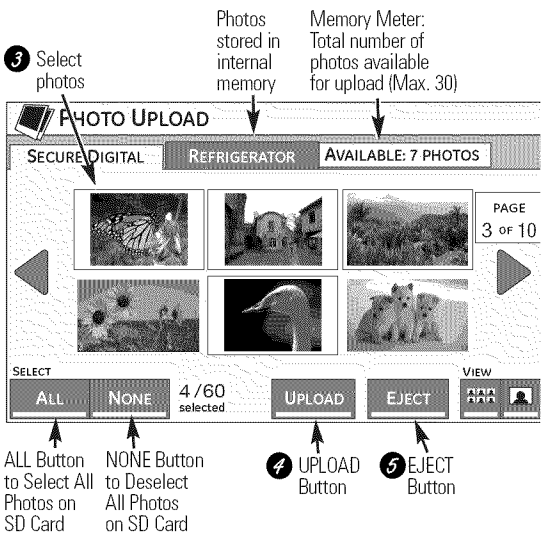 3 Select
photos
Photos
stored in
internal
memory
Memory Meter:
Total number of
photos available
for upload (Max. 30)
PHOTO UPLOAD
SECURE DIGITAL
REFRIGERATOR
AVAILABLE: 7 PHOTOS
PAGE
3 OF 10
SELECT
ALL
NONE
4/60
selected
UPLOAD
EJECT
VIEW
ALL Button
to Select All
Photos on
SD Card
NONE Button
to Deselect
All Photos
on SD Card
4 UPLOAD
Button
5 EJECT
Button